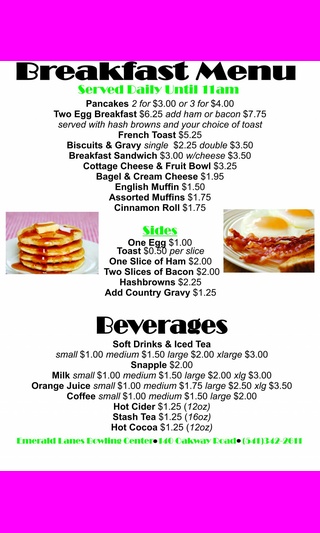 Breakfast Menu
Served Daily Until 11am
Pancakes 2 for $3.00 or 3 for $4.00
Two Egg Breakfast $6.25 add ham or bacon $7.75
served with hash browns and your choice of toast
French Toast $5.25
Biscuits & Gravy single $2.25 double $3.50
Breakfast Sandwich $3.00 w/cheese $3.50
Cottage Cheese & Fruit Bowl $3.25
Bagel & Cream Cheese $1.95
English Muffin $1.50
Assorted Muffins $1.75
Cinnamon Roll $1.75
Sides
One Egg $1.00
Toast $0.50 per slice
One Slice of Ham $2.00
Two Slices of Bacon $2.00
Hashbrowns $2.25
Add Country Gravy $1.25
Beverages
Soft Drinks & Iced Tea
small $1.00 medium $1.50 large $2.00 xlarge $3.00
Snapple $2.00
Milk small $1.00 medium $1.50 large $2.00 xlg $3.00
Orange Juice small $1.00 medium $1.75 large $2.50 xlg $3.50
Coffee small $1.00 medium $1.50 large $2.00
Hot Cider $1.25 (12oz)
Stash Tea $1.25 (16oz)
Hot Cocoa $1.25 (12oz)
Emerald Lanes Bowling Center•140 Oakway Road•(541)342-2611